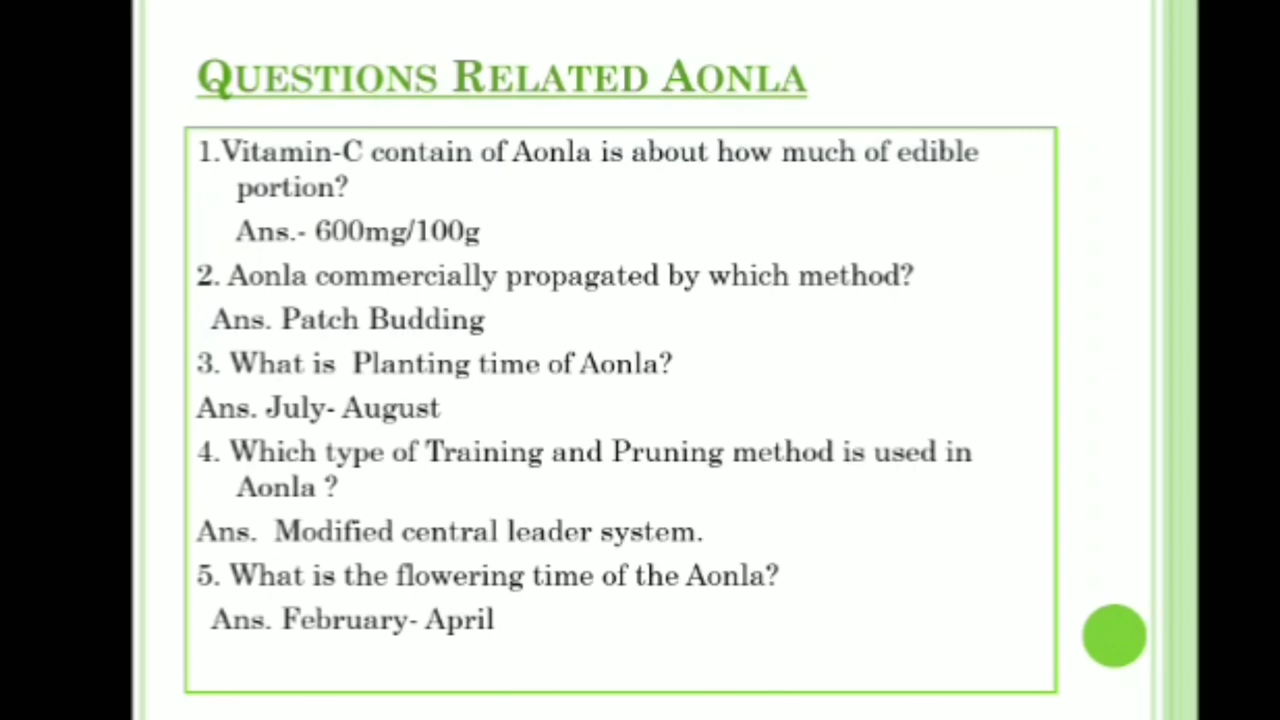 QUESTIONS RELATED AONLA
1.Vitamin-C contain of Aonla is about how much of edible
portion?
Ans.- 600mg/100g
2. Aonla commercially propagated by which method?
Ans. Patch Budding
3. What is  Planting time of Aonla?
Ans. July- August
4. Which type of Training and Pruning method is used in
Aonla ?
Ans.  Modified central leader system.
5. What is the flowering time of the Aonla?
Ans. February- April